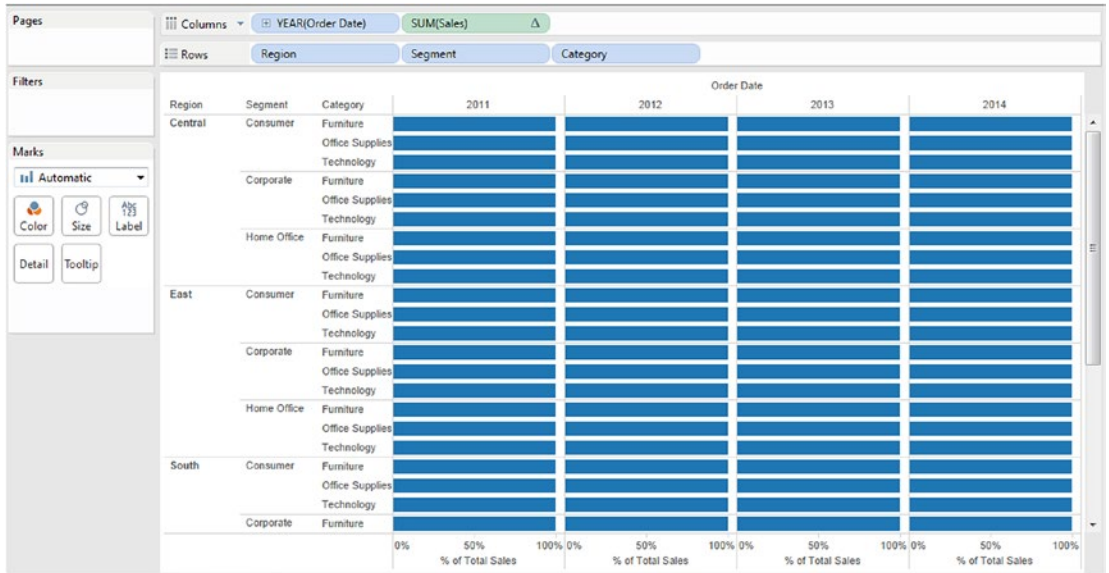 Pages
Columns YEAR(Order Date) SUM(Sales) Δ
Rows Region Segment Category
Filters
Marks
Automatic
Color Size Abc 123 Label
Detail Tooltip
Order Date
Region Segment Category 2011 2012 2013 2014
Central Consumer Furniture
Office Supplies
Technology
Corporate Furniture
Office Supplies
Technology
Home Office Furniture
Office Supplies
Technology
East Consumer Furniture
Office Supplies
Technology
Corporate Furniture
Office Supplies
Technology
Home Office Furniture
Office Supplies
Technology
South Consumer Furniture
Office Supplies
Technology
Corporate Furniture
0% 50% 100% 0% 50% 100% 0% 50% 100% 0% 50% 100%
% of Total Sales % of Total Sales % of Total Sales % of Total Sales